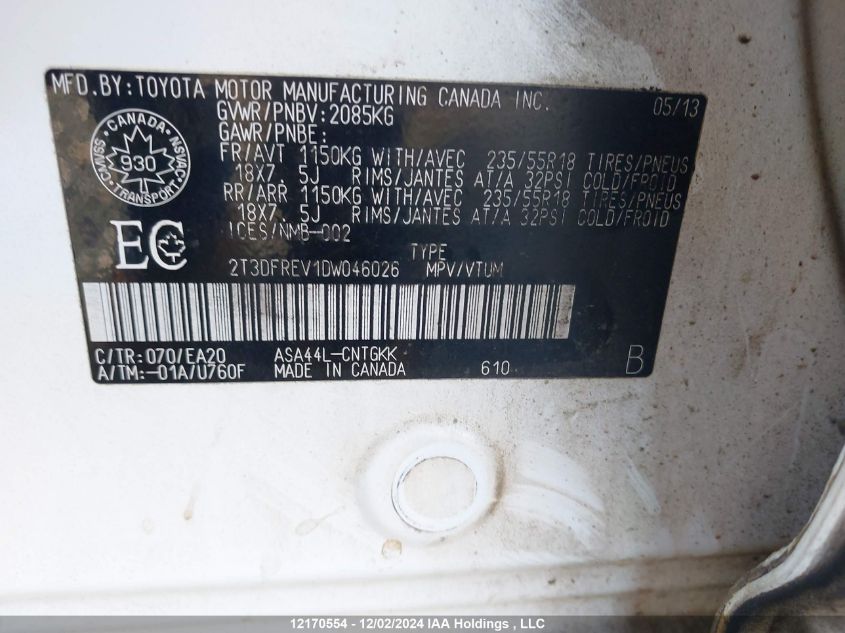 MFD.BY:TOYOTA MOTOR MANUFACTURING CANADA INC. 05/13
GVWR/PNBV:2085KG
GAWR/PNBE:
FR/AVT 1150KG WITH/AVEC 235/55R18 TIRES/PNEUS
18X7.5J RIMS/JANTES AT/A 32PSI COLD/FROID
RR/ARR 1150KG WITH/AVEC 235/55R18 TIRES/PNEUS
18X7.5J RIMS/JANTES AT/A 32PSI COLD/FROID
ICES/NMB-002
CANADA
CMVSS 930 NSVAC
TRANSPORT
EC
TYPE
2T3DFREV1DW046026 MPV/VTUM
C/TR:070/EA20 ASA44L-CNTGKK
A/TM:-01A/U760F MADE IN CANADA 610 B
12170554 - 12/02/2024 IAA Holdings , LLC